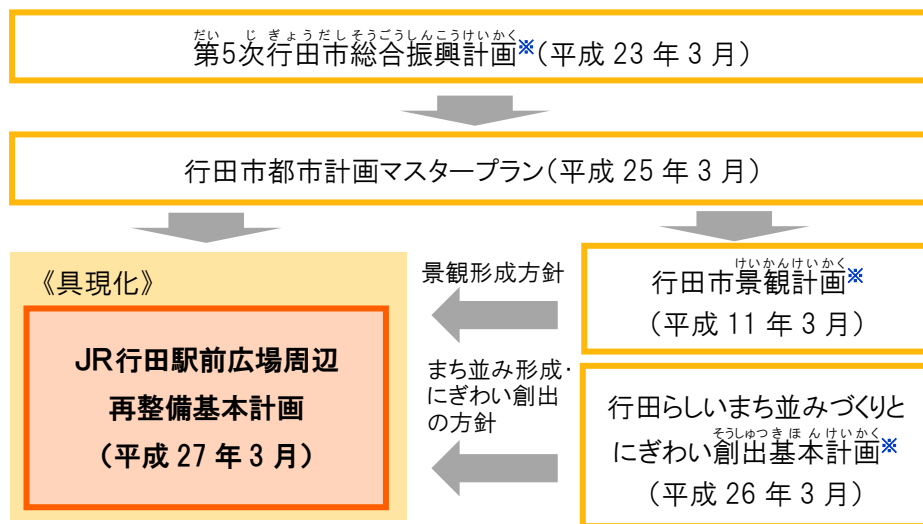 だい じ ぎょうだしそうごうしんこうけいかく
第5次行田市総合振興計画※(平成 23 年 3 月)
行田市都市計画マスタープラン(平成 25 年 3 月)
《具現化》
JR行田駅前広場周辺
再整備基本計画
(平成 27 年 3 月)
景観形成方針
まち並み形成・
にぎわい創出
の方針
けいかんけいかく
行田市景観計画※
(平成 11 年 3 月)
行田らしいまち並みづくりと
そうしゅつきほんけいかく
にぎわい創出基本計画※
(平成 26 年 3 月)